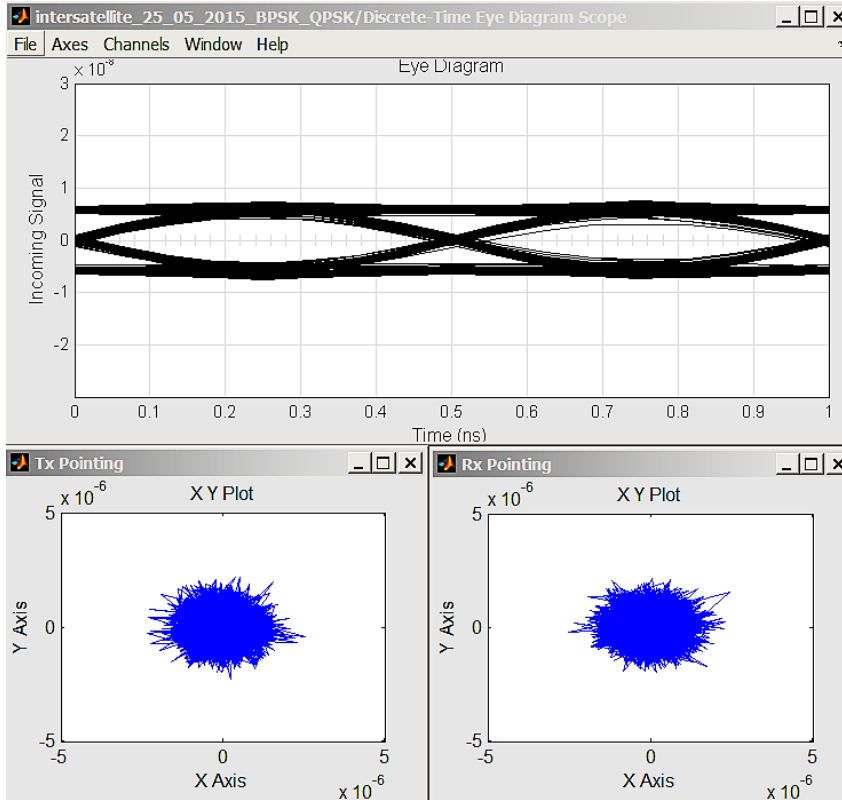 intersatellite_25_05_2015_BPSK_QPSK/Discrete-Time Eye Diagram Scope
File Axes Channels Window Help
× 10⁻⁸
Eye Diagram
3
2
1
0
-1
-2
Incoming Signal
0 0.1 0.2 0.3 0.4 0.5 0.6 0.7 0.8 0.9 1
Time (ns)
Tx Pointing
X Y Plot
x 10⁻⁶
5
0
-5
Y Axis
-5 0 5
X Axis
x 10⁻⁶
Rx Pointing
X Y Plot
x 10⁻⁶
5
0
-5
Y Axis
-5 0 5
X Axis
x 10⁻⁶